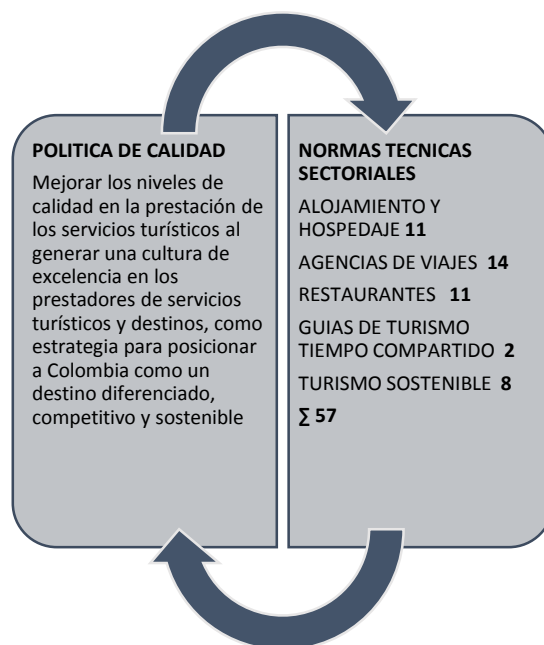 POLITICA DE CALIDAD
Mejorar los niveles de
calidad en la prestación de
los servicios turísticos al
generar una cultura de
excelencia en los
prestadores de servicios
turísticos y destinos, como
estrategia para posicionar
a Colombia como un
destino diferenciado,
competitivo y sostenible
NORMAS TECNICAS
SECTORIALES
ALOJAMIENTO Y
HOSPEDAJE 11
AGENCIAS DE VIAJES 14
RESTAURANTES 11
GUIAS DE TURISMO
TIEMPO COMPARTIDO 2
TURISMO SOSTENIBLE 8
∑ 57